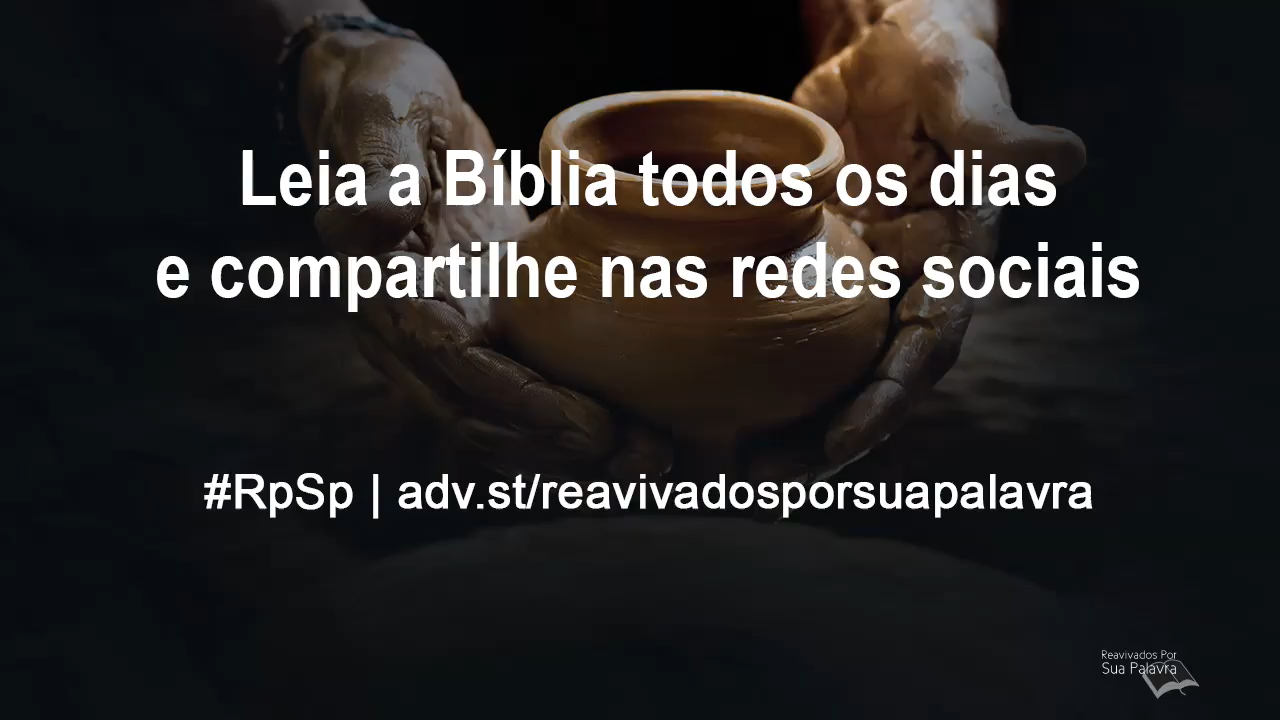 Leia a Bíblia todos os dias
e compartilhe nas redes sociais
#RpSp | adv.st/reavivadosporsuapalavra
Reavivados Por
Sua Palavra